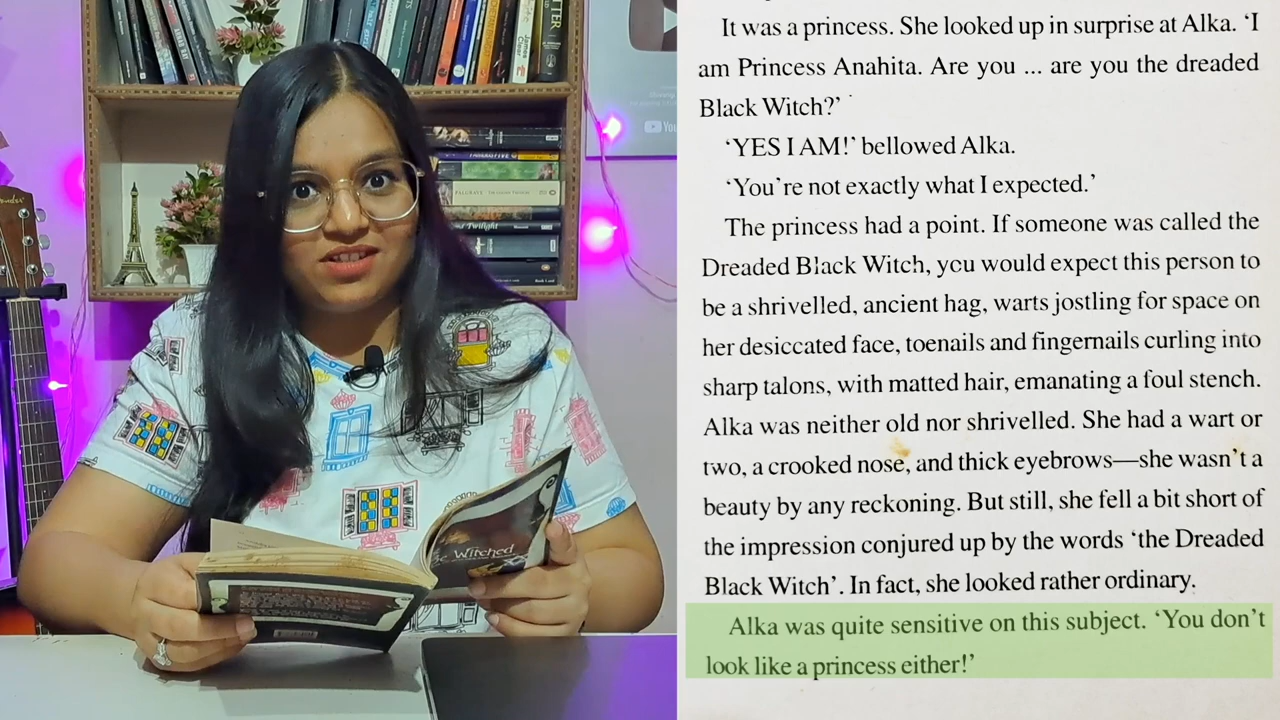 James
Clear
You
PALGRAVE
Twilight
Witched
It was a princess. She looked up in surprise at Alka. ‘I
am Princess Anahita. Are you ... are you the dreaded
Black Witch?’
‘YES I AM!’ bellowed Alka.
‘You’re not exactly what I expected.’
The princess had a point. If someone was called the
Dreaded Black Witch, you would expect this person to
be a shrivelled, ancient hag, warts jostling for space on
her desiccated face, toenails and fingernails curling into
sharp talons, with matted hair, emanating a foul stench.
Alka was neither old nor shrivelled. She had a wart or
two, a crooked nose, and thick eyebrows—she wasn’t a
beauty by any reckoning. But still, she fell a bit short of
the impression conjured up by the words ‘the Dreaded
Black Witch’. In fact, she looked rather ordinary.
Alka was quite sensitive on this subject. ‘You don’t
look like a princess either!’